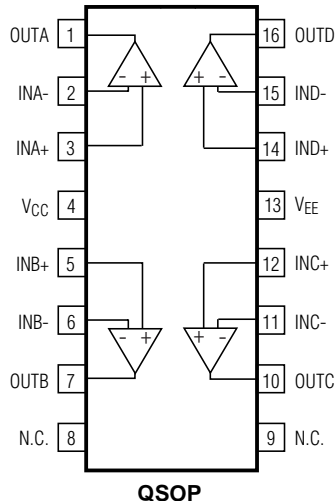 OUTA 1 16 OUTD
- + + -
INA- 2 15 IND-
INA+ 3 14 IND+
VCC 4 13 VEE
INB+ 5 12 INC+
INB- 6 11 INC-
- + + -
OUTB 7 10 OUTC
N.C. 8 9 N.C.
QSOP